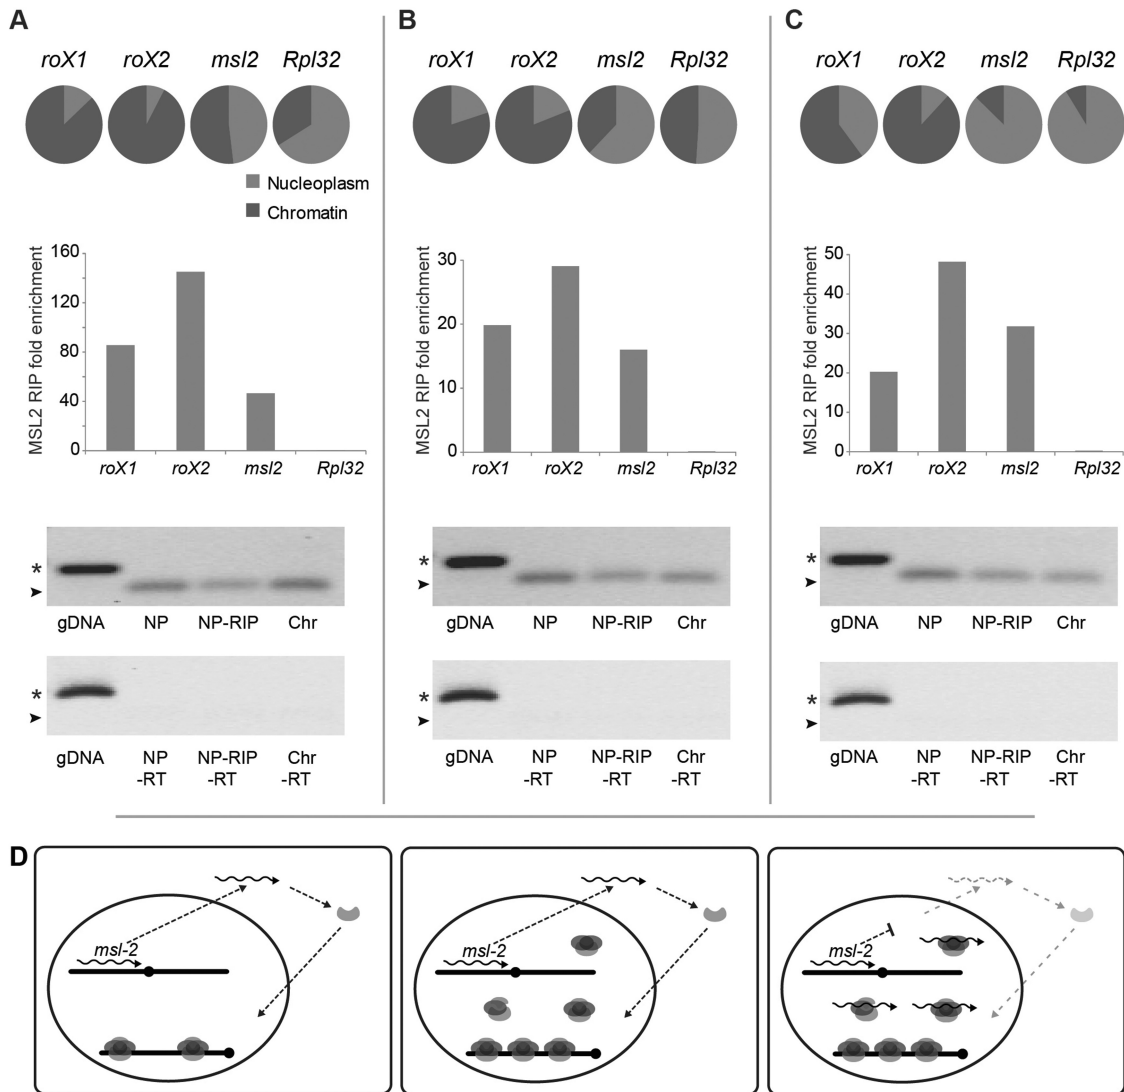 A
roX1 roX2 msl2 Rpl32
Nucleoplasm
Chromatin
MSL2 RIP fold enrichment
160
120
80
40
0
roX1 roX2 msl2 Rpl32
*
gDNA NP NP-RIP Chr
*
gDNA NP NP-RIP Chr
-RT -RT -RT
B
roX1 roX2 msl2 Rpl32
MSL2 RIP fold enrichment
30
20
10
0
roX1 roX2 msl2 Rpl32
*
gDNA NP NP-RIP Chr
*
gDNA NP NP-RIP Chr
-RT -RT -RT
C
roX1 roX2 msl2 Rpl32
MSL2 RIP fold enrichment
50
40
30
20
10
0
roX1 roX2 msl2 Rpl32
*
gDNA NP NP-RIP Chr
*
gDNA NP NP-RIP Chr
-RT -RT -RT
D
msl-2
msl-2
msl-2